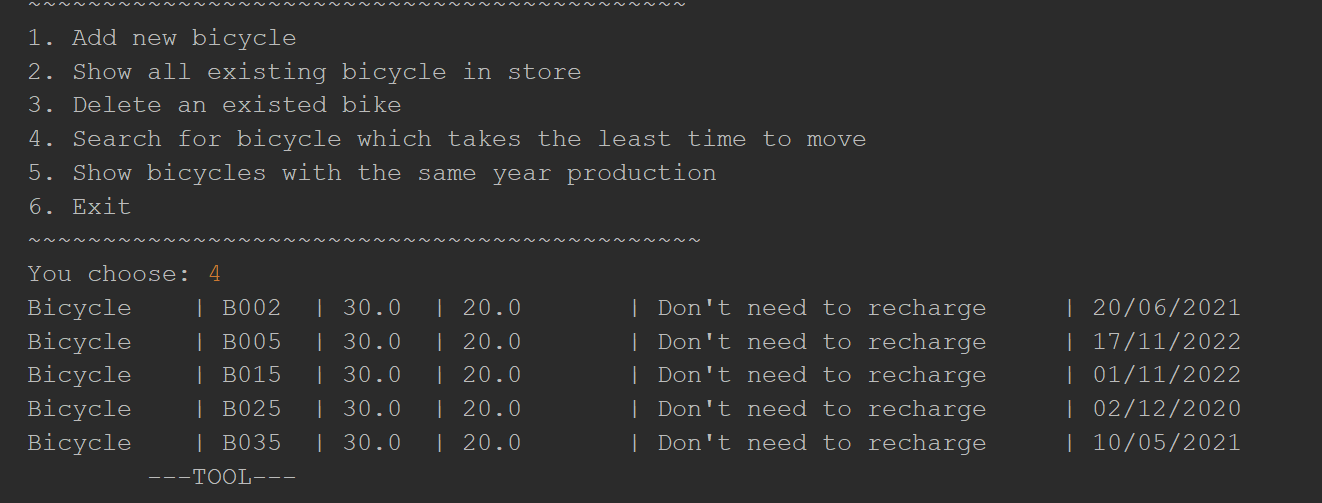 ~~~~~~~~~~~~~~~~~~~~~~~~~~~~~~~~~~~~~~~~~~~~
1. Add new bicycle
2. Show all existing bicycle in store
3. Delete an existed bike
4. Search for bicycle which takes the least time to move
5. Show bicycles with the same year production
6. Exit
~~~~~~~~~~~~~~~~~~~~~~~~~~~~~~~~~~~~~~~~~~~~~
You choose: 4
Bicycle    | B002  | 30.0  | 20.0       | Don't need to recharge     | 20/06/2021
Bicycle    | B005  | 30.0  | 20.0       | Don't need to recharge     | 17/11/2022
Bicycle    | B015  | 30.0  | 20.0       | Don't need to recharge     | 01/11/2022
Bicycle    | B025  | 30.0  | 20.0       | Don't need to recharge     | 02/12/2020
Bicycle    | B035  | 30.0  | 20.0       | Don't need to recharge     | 10/05/2021
        ---TOOL---